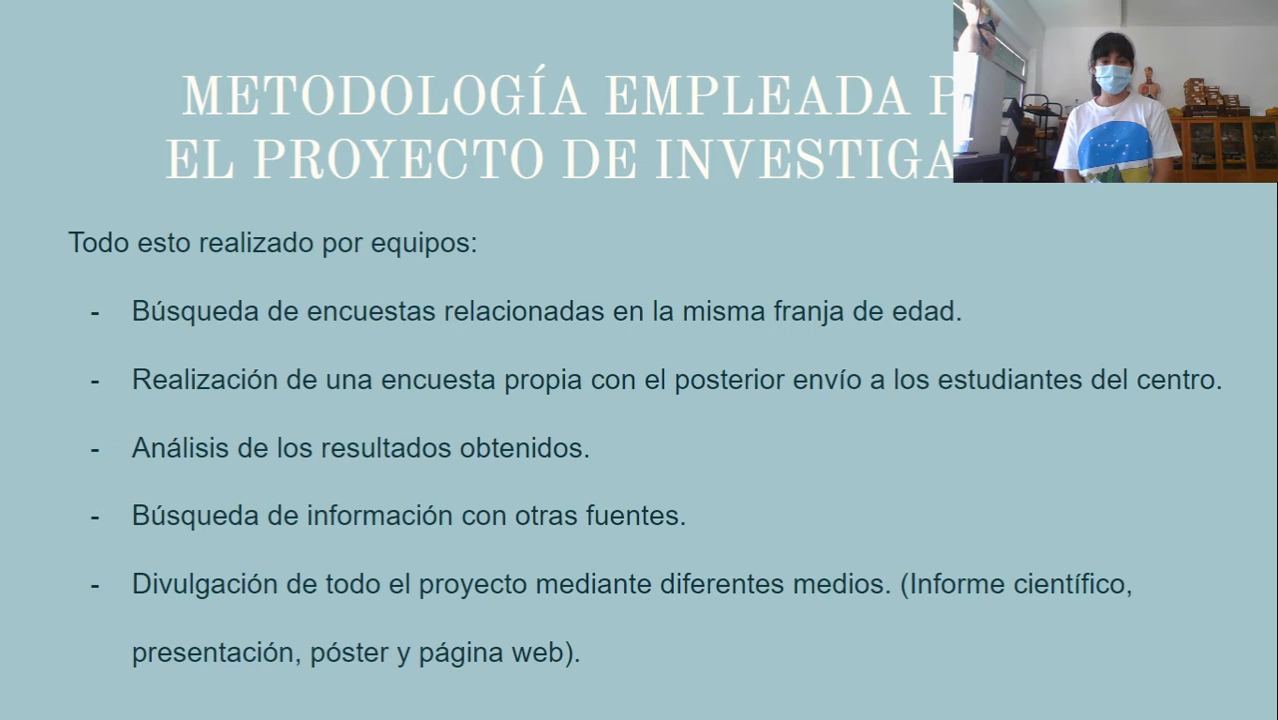 METODOLOGÍA EMPLEADA
EL PROYECTO DE
Todo esto realizado por equipos:
- Búsqueda de encuestas relacionadas en la misma franja de edad.
- Realización de una encuesta propia con el posterior envío a los estudiantes del centro.
- Análisis de los resultados obtenidos.
- Búsqueda de información con otras fuentes.
- Divulgación de todo el proyecto mediante diferentes medios. (Informe científico,
presentación, póster y página web).